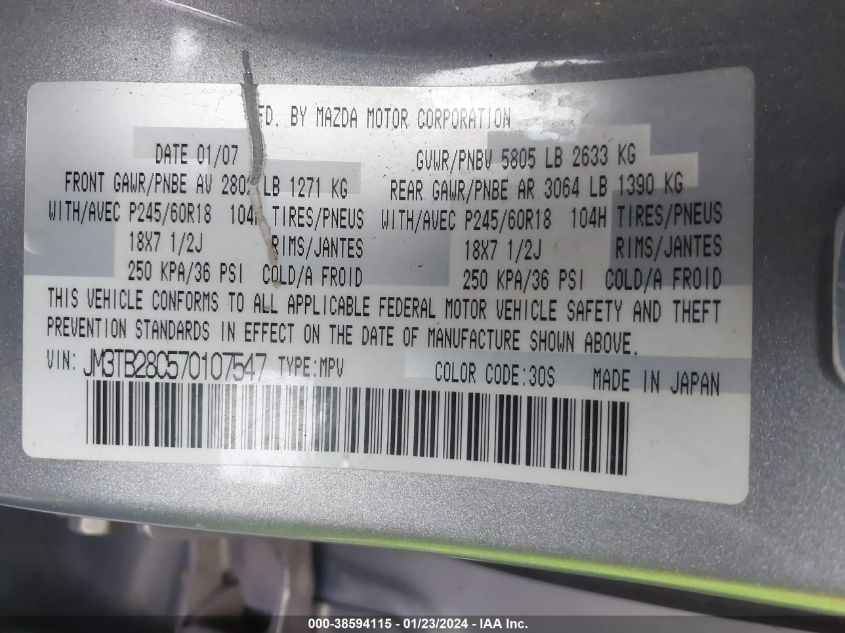 FD. BY MAZDA MOTOR CORPORATION
DATE 01/07 GVWR/PNBV 5805 LB 2633 KG
FRONT GAWR/PNBE AV 2802 LB 1271 KG REAR GAWR/PNBE AR 3064 LB 1390 KG
WITH/AVEC P245/60R18 104H TIRES/PNEUS WITH/AVEC P245/60R18 104H TIRES/PNEUS
18X7 1/2J RIMS/JANTES 18X7 1/2J RIMS/JANTES
250 KPA/36 PSI COLD/A FROID 250 KPA/36 PSI COLD/A FROID
THIS VEHICLE CONFORMS TO ALL APPLICABLE FEDERAL MOTOR VEHICLE SAFETY AND THEFT
PREVENTION STANDARDS IN EFFECT ON THE DATE OF MANUFACTURE SHOWN ABOVE.
VIN: JM3TB28C570107547 TYPE:MPV COLOR CODE:30S MADE IN JAPAN
000-38594115 - 01/23/2024 - IAA Inc.